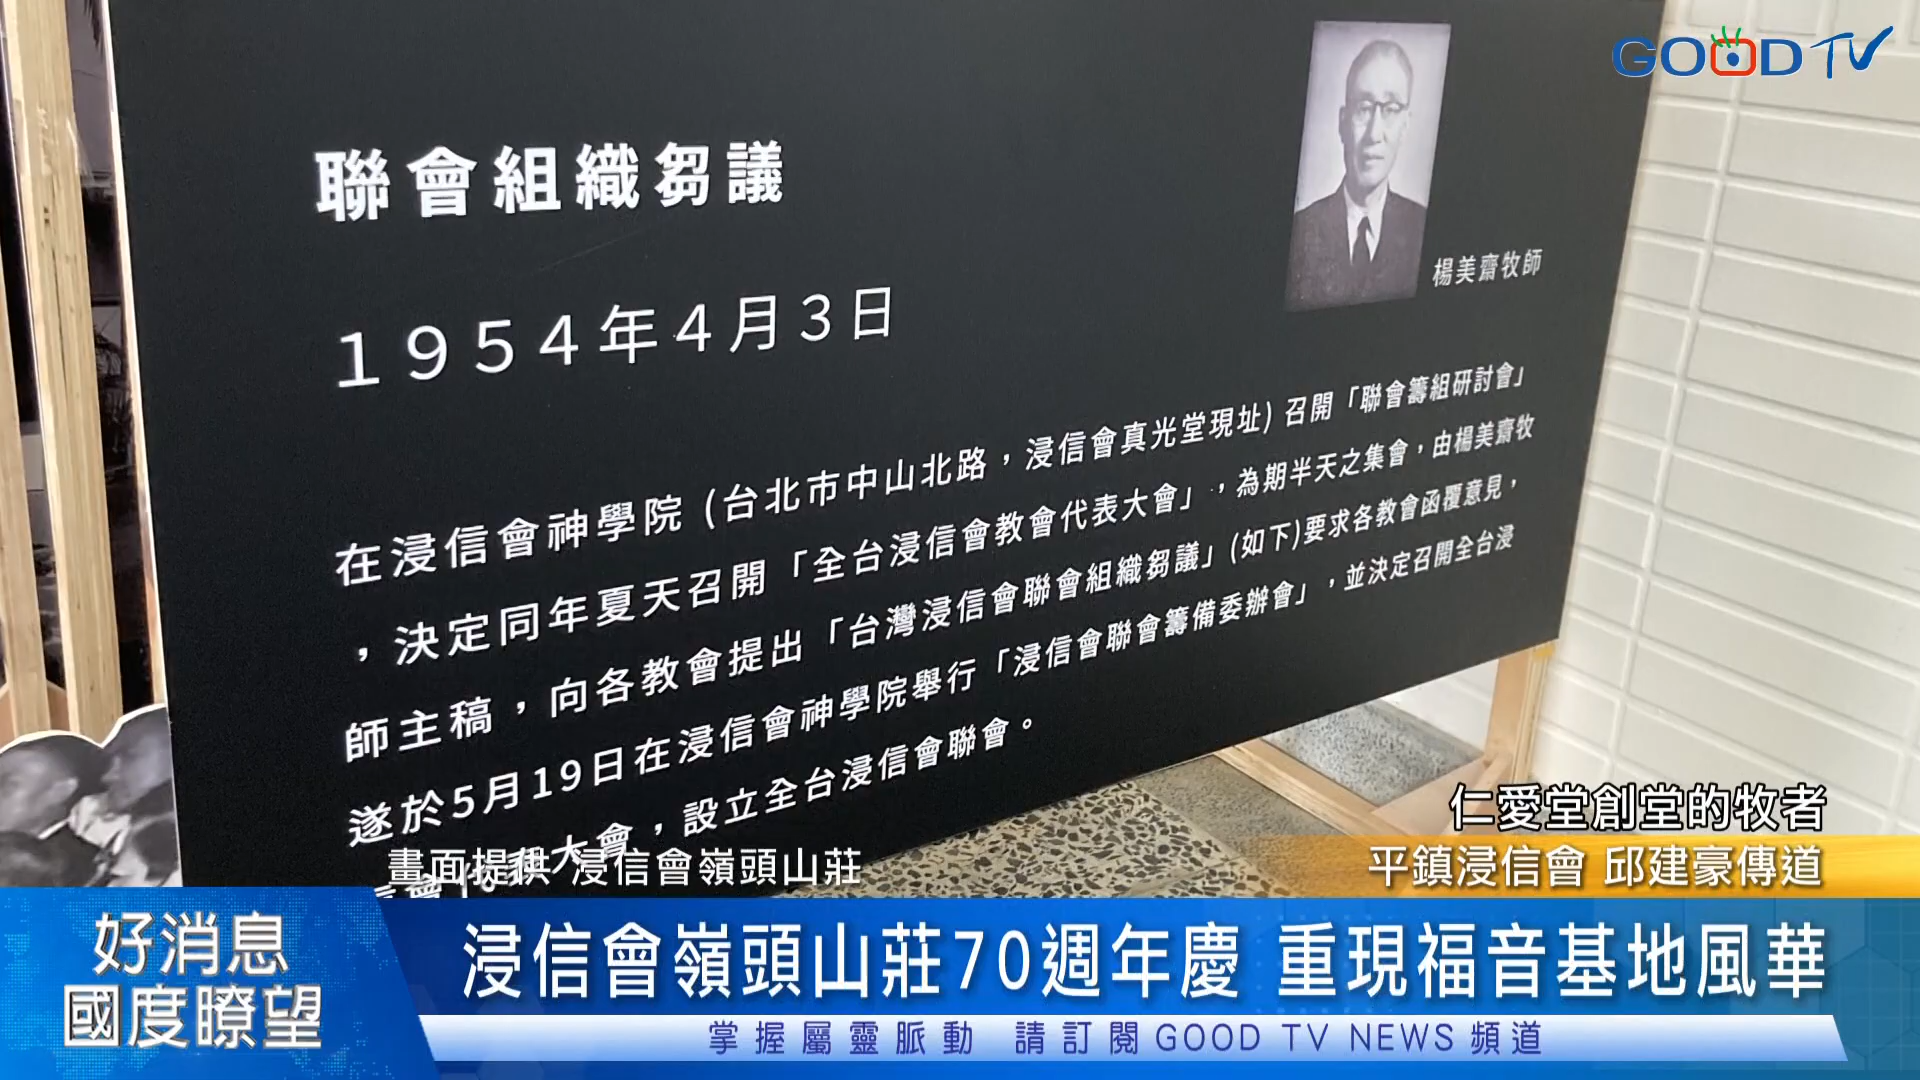 GOOD TV
聯會組織芻議
楊美齋牧師
1954年4月3日
在浸信會神學院 (台北市中山北路，浸信會真光堂現址) 召開「聯會籌組研討會」
，決定同年夏天召開「全台浸信會教會代表大會」，為期半天之集會，由楊美齋牧
師主稿，向各教會提出「台灣浸信會聯會組織芻議」(如下)要求各教會函覆意見，
遂於5月19日在浸信會神學院舉行「浸信會聯會籌備委辦會」，並決定召開全台浸
信會代表大會，設立全台浸信會聯會。
仁愛堂創堂的牧者
畫面提供 浸信會嶺頭山莊
平鎮浸信會 邱建豪傳道
好消息
國度瞭望
浸信會嶺頭山莊70週年慶 重現福音基地風華
掌握屬靈脈動 請訂閱GOOD TV NEWS頻道